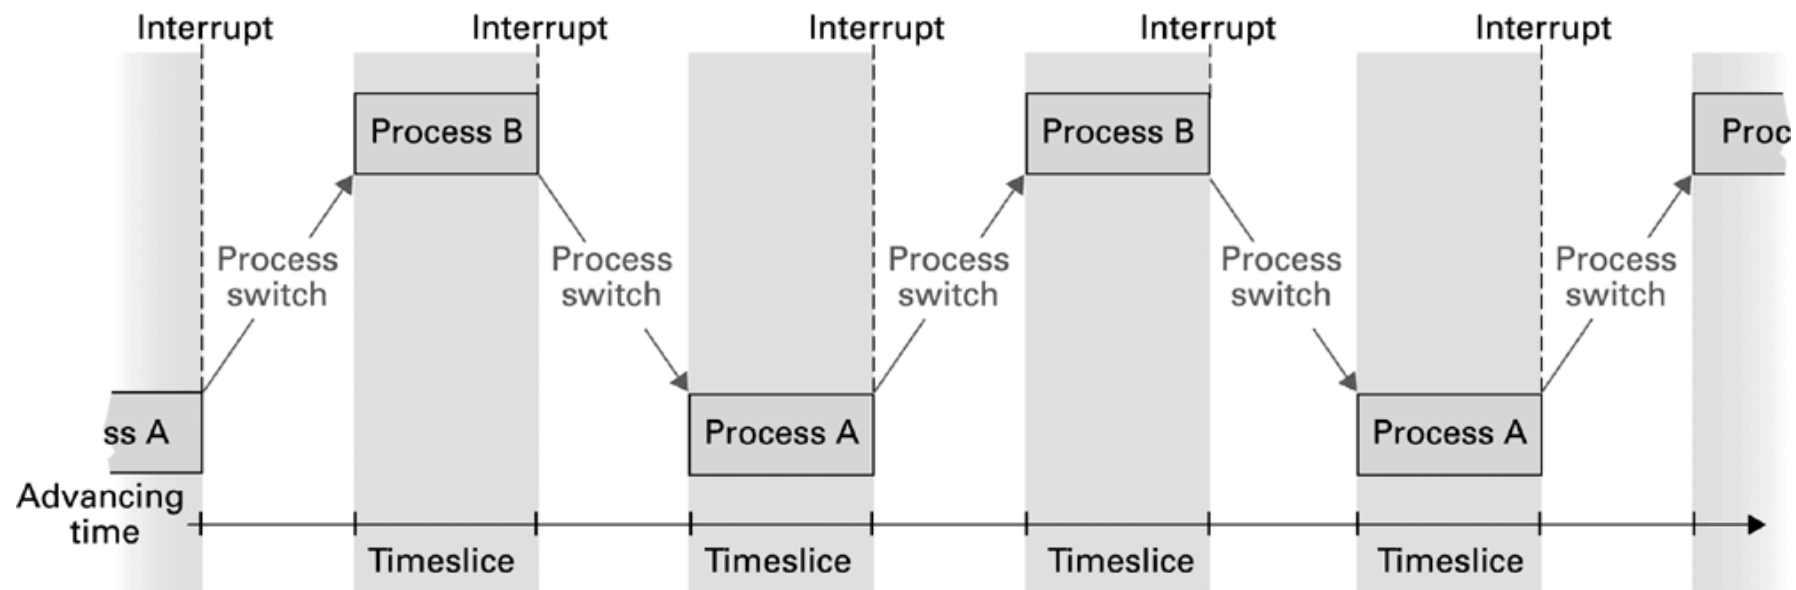 Interrupt Interrupt Interrupt Interrupt Interrupt
Process B Process B Proc
Process Process Process Process Process
switch switch switch switch switch
ss A Process A Process A
Advancing
time
Timeslice Timeslice Timeslice Timeslice